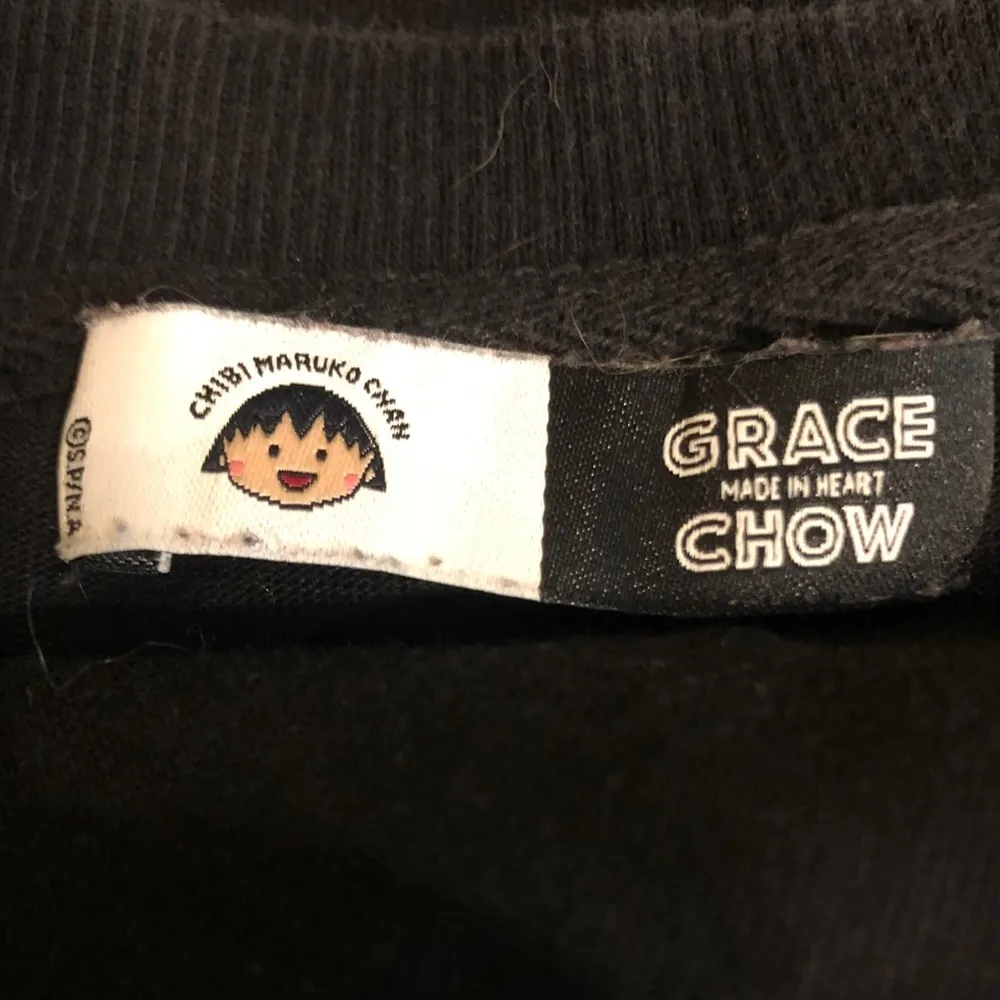 CHIBI MARUKO CHAN
©S.P/N.A
GRACE
MADE IN HEART
CHOW